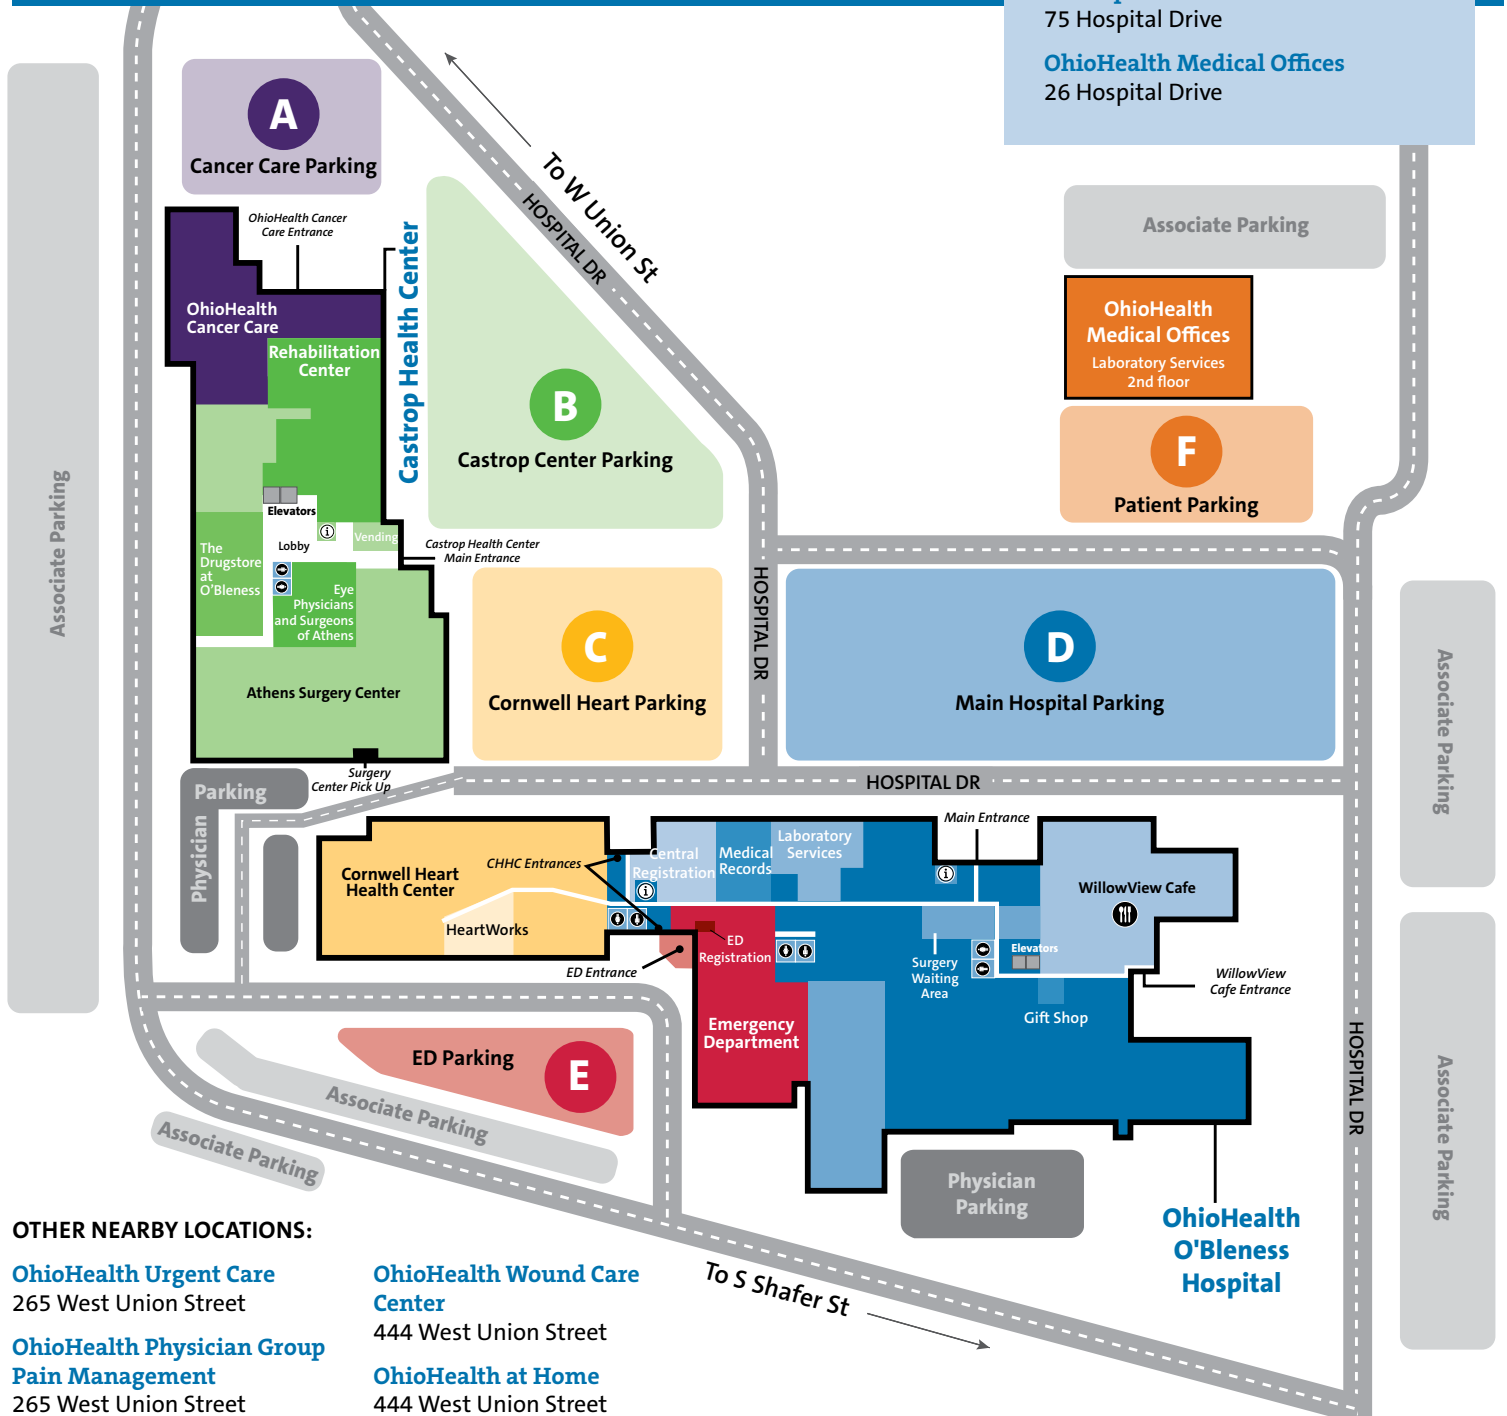 75 Hospital Drive
OhioHealth Medical Offices
26 Hospital Drive
A
Cancer Care Parking
To W Union St
HOSPITAL DR
Associate Parking
OhioHealth Cancer
Care Entrance
Castrop Health Center
OhioHealth
Cancer Care
Rehabilitation
Center
B
Castrop Center Parking
OhioHealth
Medical Offices
Laboratory Services
2nd floor
F
Patient Parking
Associate Parking
Elevators
i
Vending
Lobby
The
Drugstore
at
O'Bleness
Eye
Physicians
and Surgeons
of Athens
Castrop Health Center
Main Entrance
Athens Surgery Center
Surgery
Center Pick Up
C
Cornwell Heart Parking
HOSPITAL DR
D
Main Hospital Parking
Associate Parking
Parking
Physician
HOSPITAL DR
Main Entrance
Cornwell Heart
Health Center
CHHC Entrances
HeartWorks
Central
Registration
i
Medical
Records
Laboratory
Services
i
WillowView Cafe
ED
Registration
ED Entrance
Surgery
Waiting
Area
Elevators
WillowView
Cafe Entrance
Gift Shop
Emergency
Department
ED Parking
E
Associate Parking
Associate Parking
HOSPITAL DR
Associate Parking
Physician
Parking
OhioHealth
O'Bleness
Hospital
To S Shafer St
OTHER NEARBY LOCATIONS:
OhioHealth Urgent Care
265 West Union Street
OhioHealth Physician Group
Pain Management
265 West Union Street
OhioHealth Wound Care
Center
444 West Union Street
OhioHealth at Home
444 West Union Street